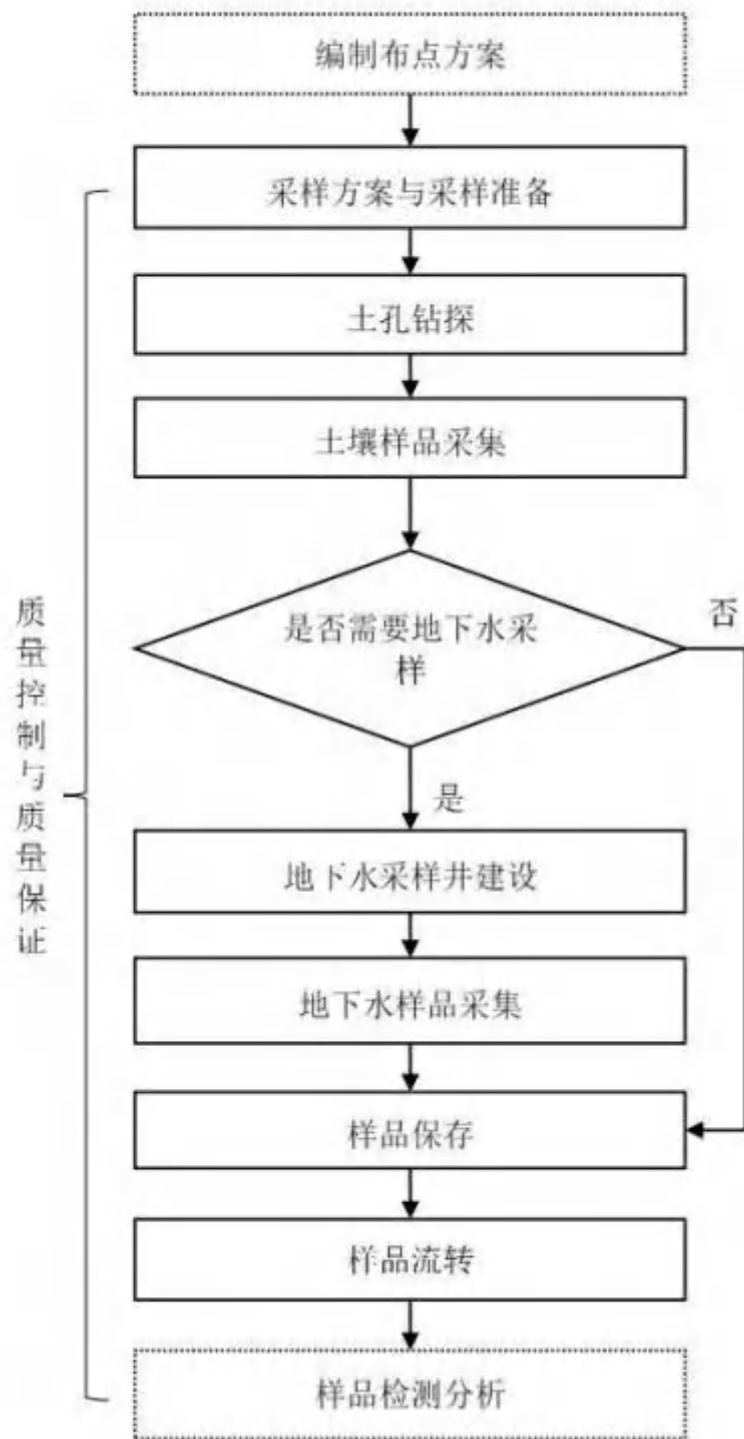 编制布点方案
采样方案与采样准备
土孔钻探
土壤样品采集
是否需要地下水采
样
否
是
质量控制与质量保证
地下水采样井建设
地下水样品采集
样品保存
样品流转
样品检测分析